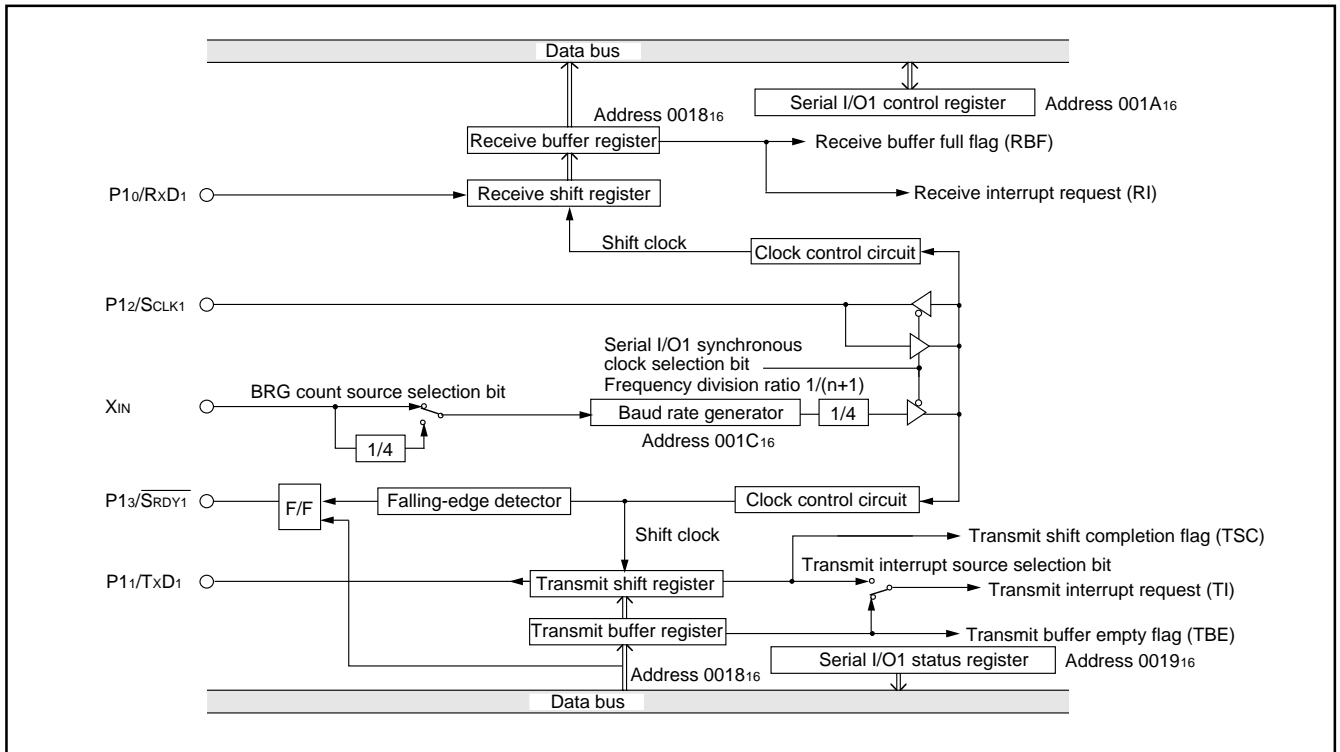 Data bus
Serial I/O1 control register Address 001A16
Address 001816
Receive buffer register Receive buffer full flag (RBF)
P10/RXD1 Receive shift register Receive interrupt request (RI)
Shift clock Clock control circuit
P12/SCLK1
Serial I/O1 synchronous
clock selection bit
BRG count source selection bit Frequency division ratio 1/(n+1)
XIN Baud rate generator 1/4
1/4 Address 001C16
P13/SRDY1 F/F Falling-edge detector Clock control circuit
Shift clock Transmit shift completion flag (TSC)
Transmit interrupt source selection bit
P11/TXD1 Transmit shift register Transmit interrupt request (TI)
Transmit buffer register Transmit buffer empty flag (TBE)
Address 001816 Serial I/O1 status register Address 001916
Data bus